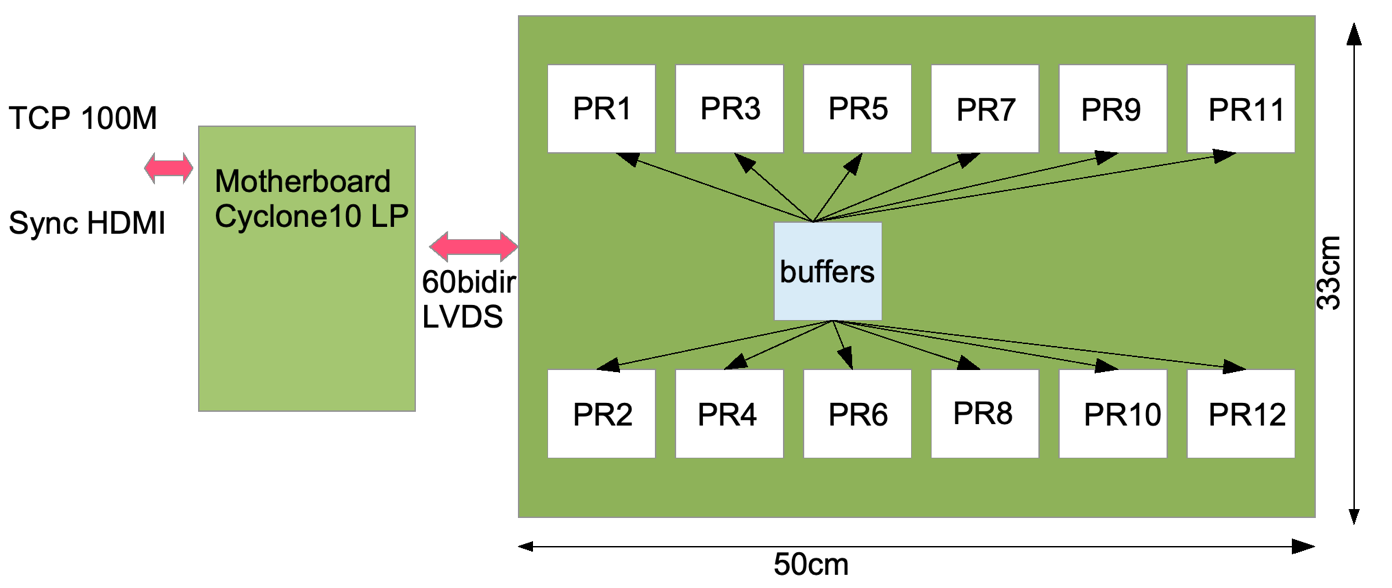 TCP 100M
Sync HDMI
Motherboard
Cyclone10 LP
60bidir
LVDS
PR1
PR3
PR5
PR7
PR9
PR11
buffers
PR2
PR4
PR6
PR8
PR10
PR12
33cm
50cm